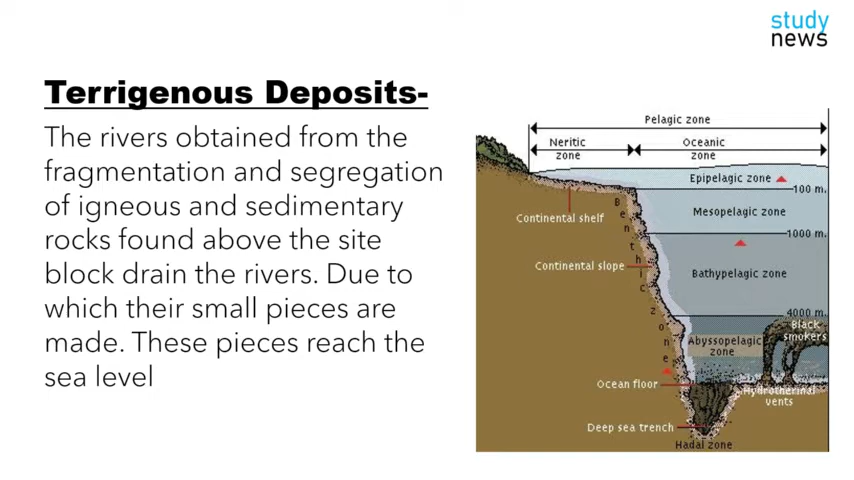 study
news
Terrigenous Deposits-
The rivers obtained from the
fragmentation and segregation
of igneous and sedimentary
rocks found above the site
block drain the rivers. Due to
which their small pieces are
made. These pieces reach the
sea level
Pelagic zone
Neritic
zone
Oceanic
zone
Epipelagic zone
100 m.
Continental shelf
Mesopelagic zone
1000 m.
Benthic zone
Continental slope
Bathypelagic zone
4000 m.
Black
smokers
Abyssopelagic
zone
Ocean floor
Hydrothermal
vents
Deep sea trench
Hadal zone